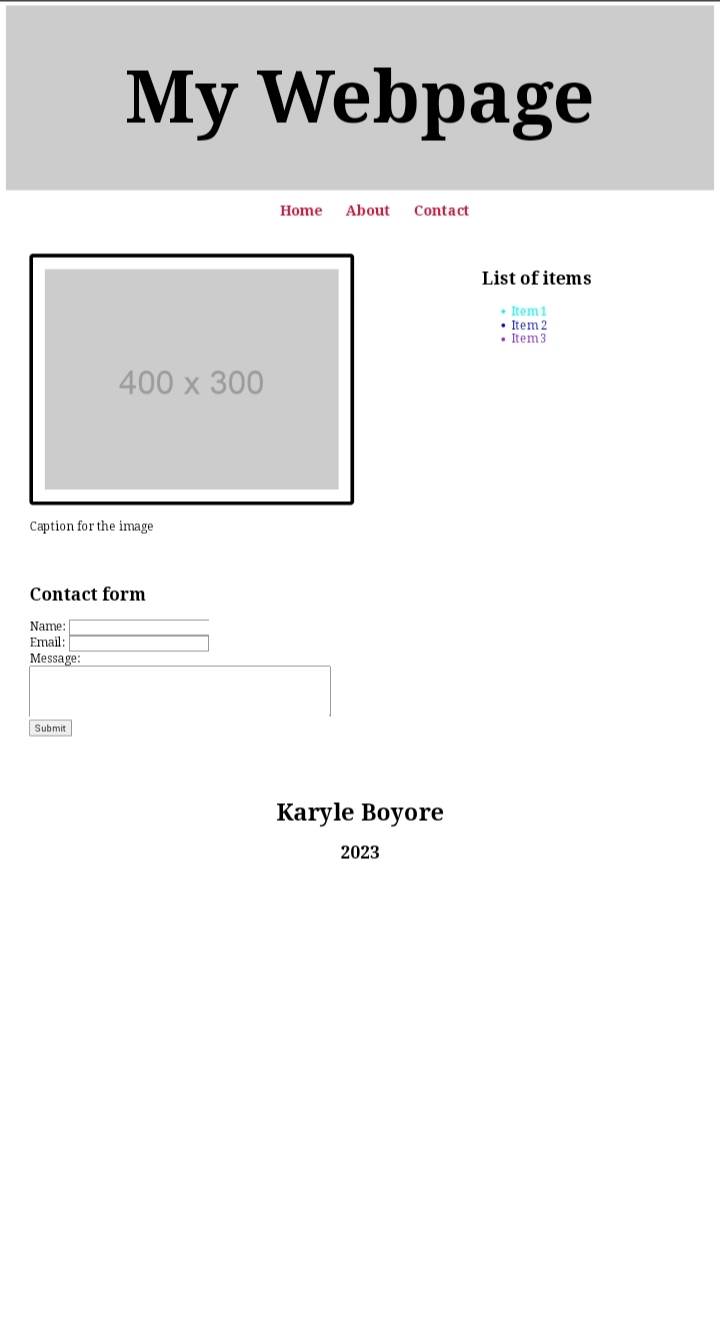 My Webpage
Home About Contact
400 x 300
Caption for the image
List of items
• Item 1
• Item 2
• Item 3
Contact form
Name:
Email:
Message:
Submit
Karyle Boyore
2023